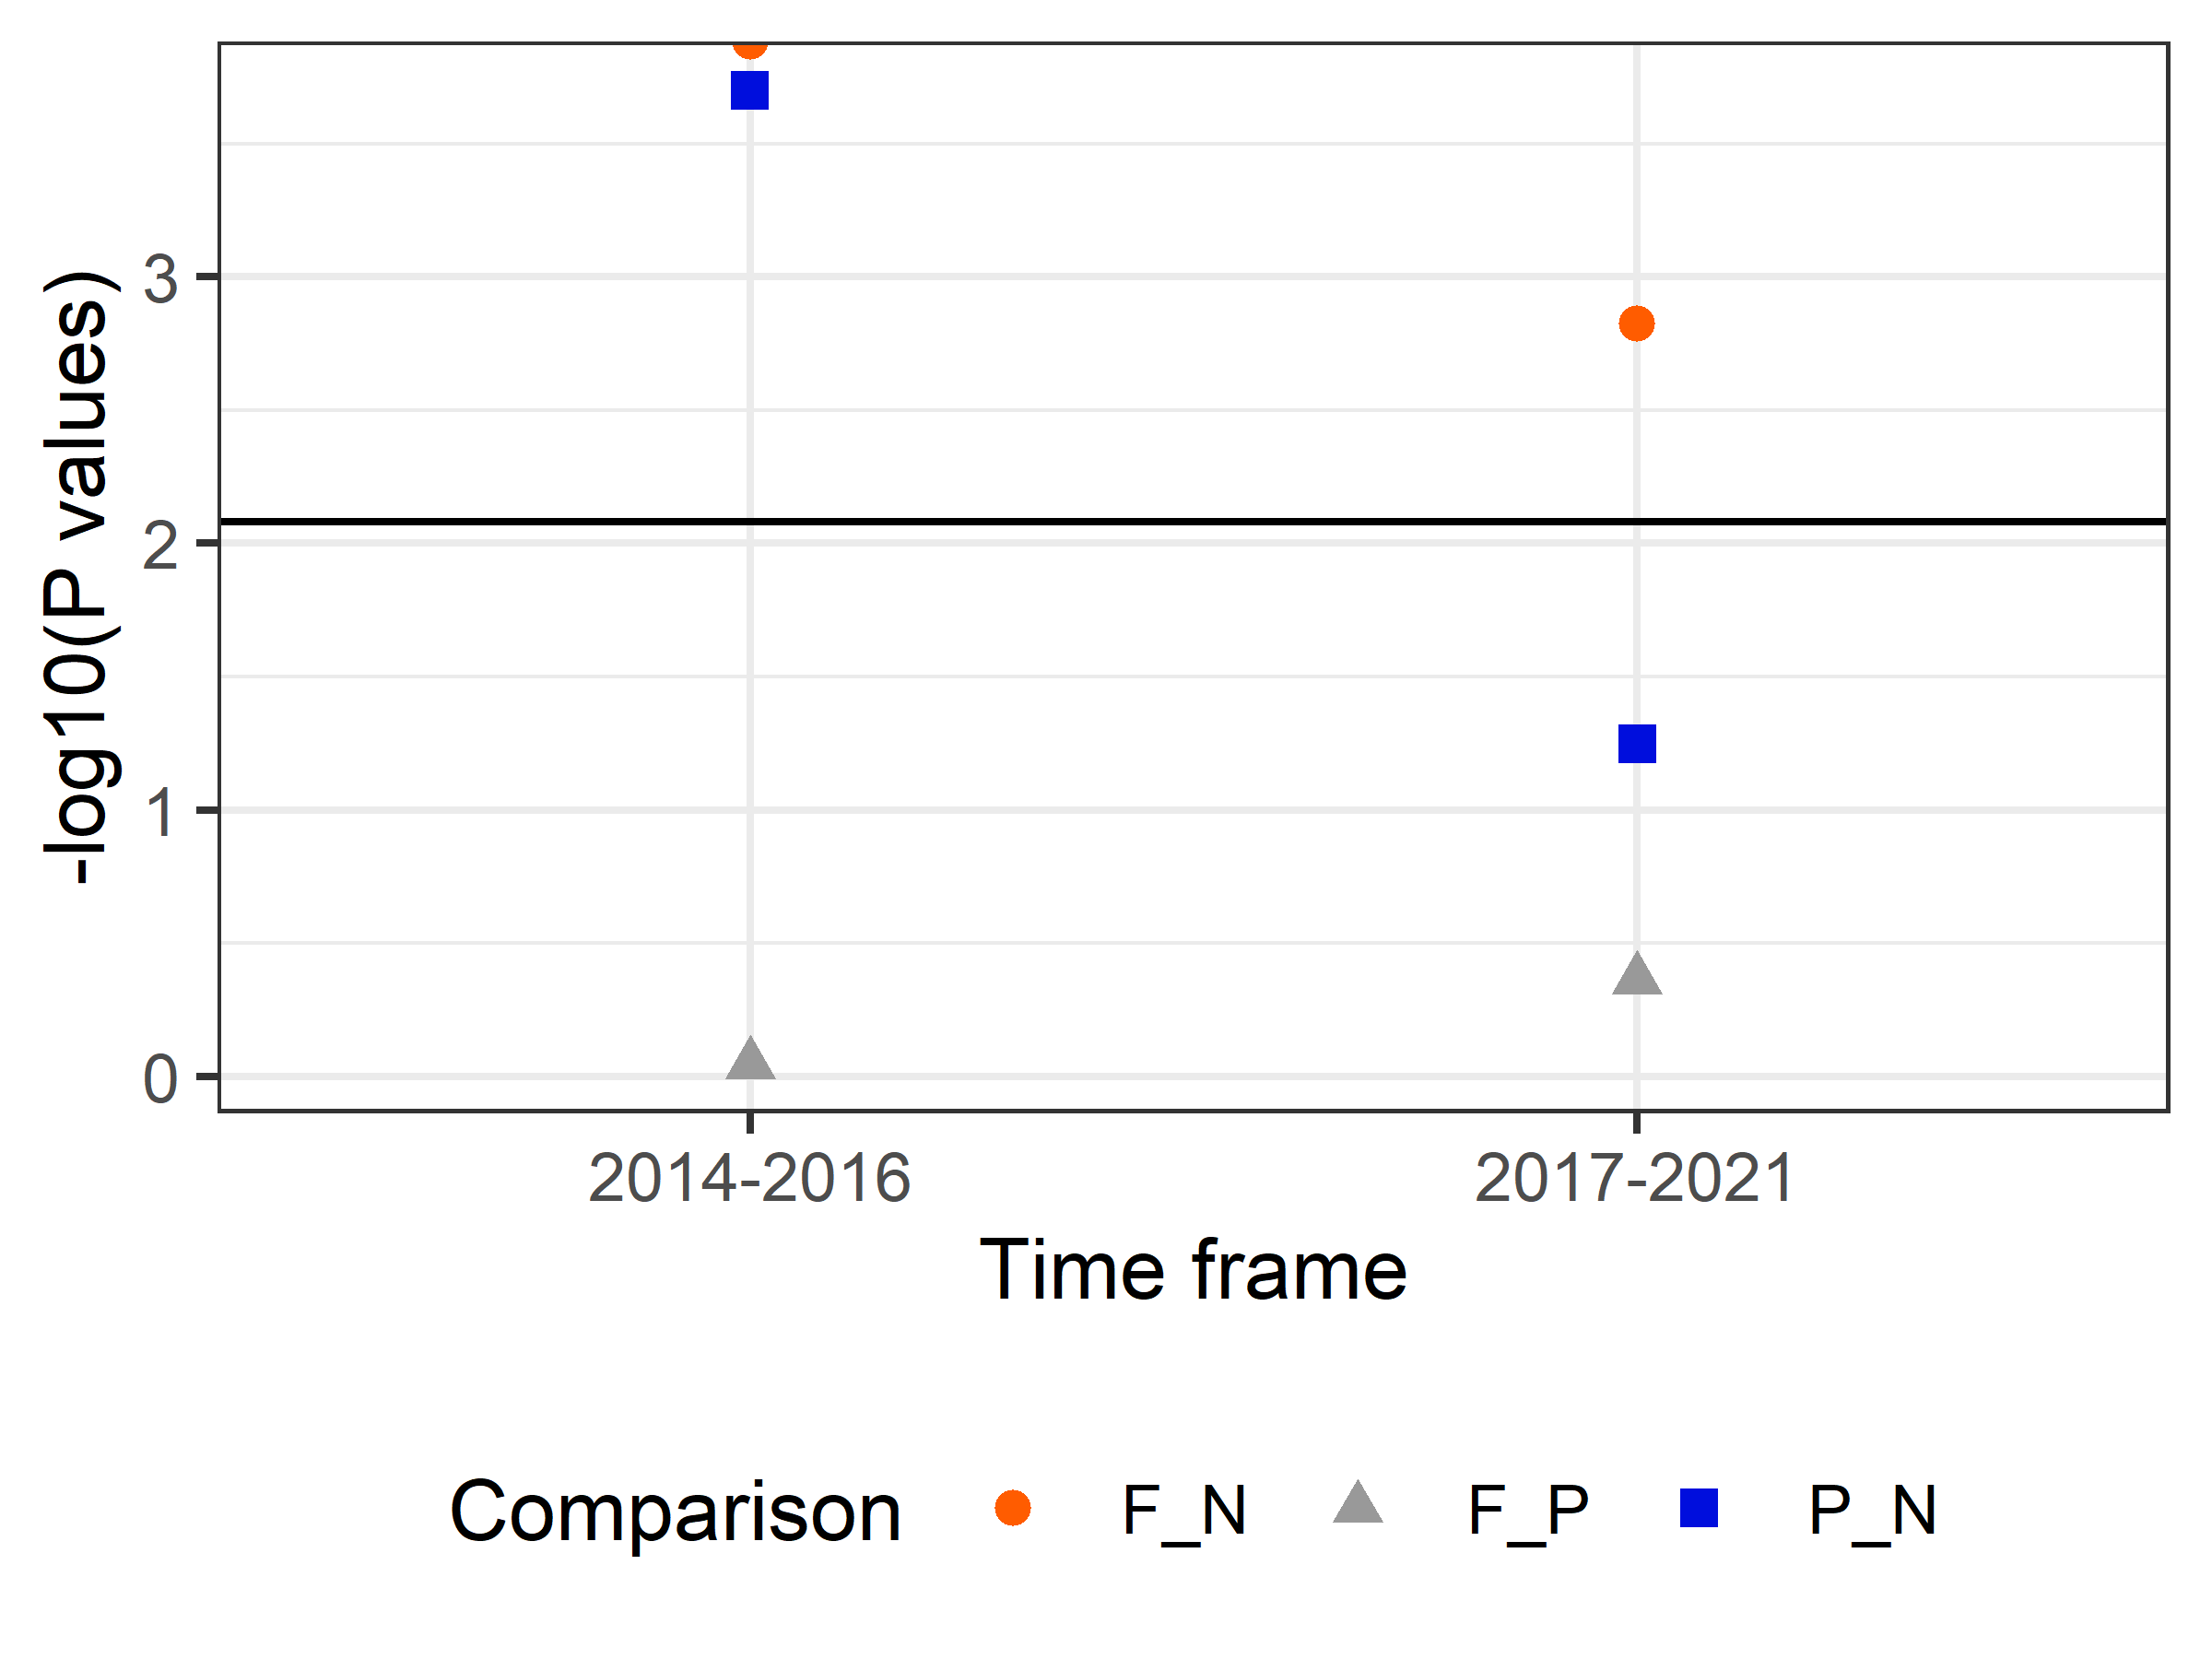 -log10(P values)
3
2
1
0
2014-2016 2017-2021
Time frame
Comparison F_N F_P P_N